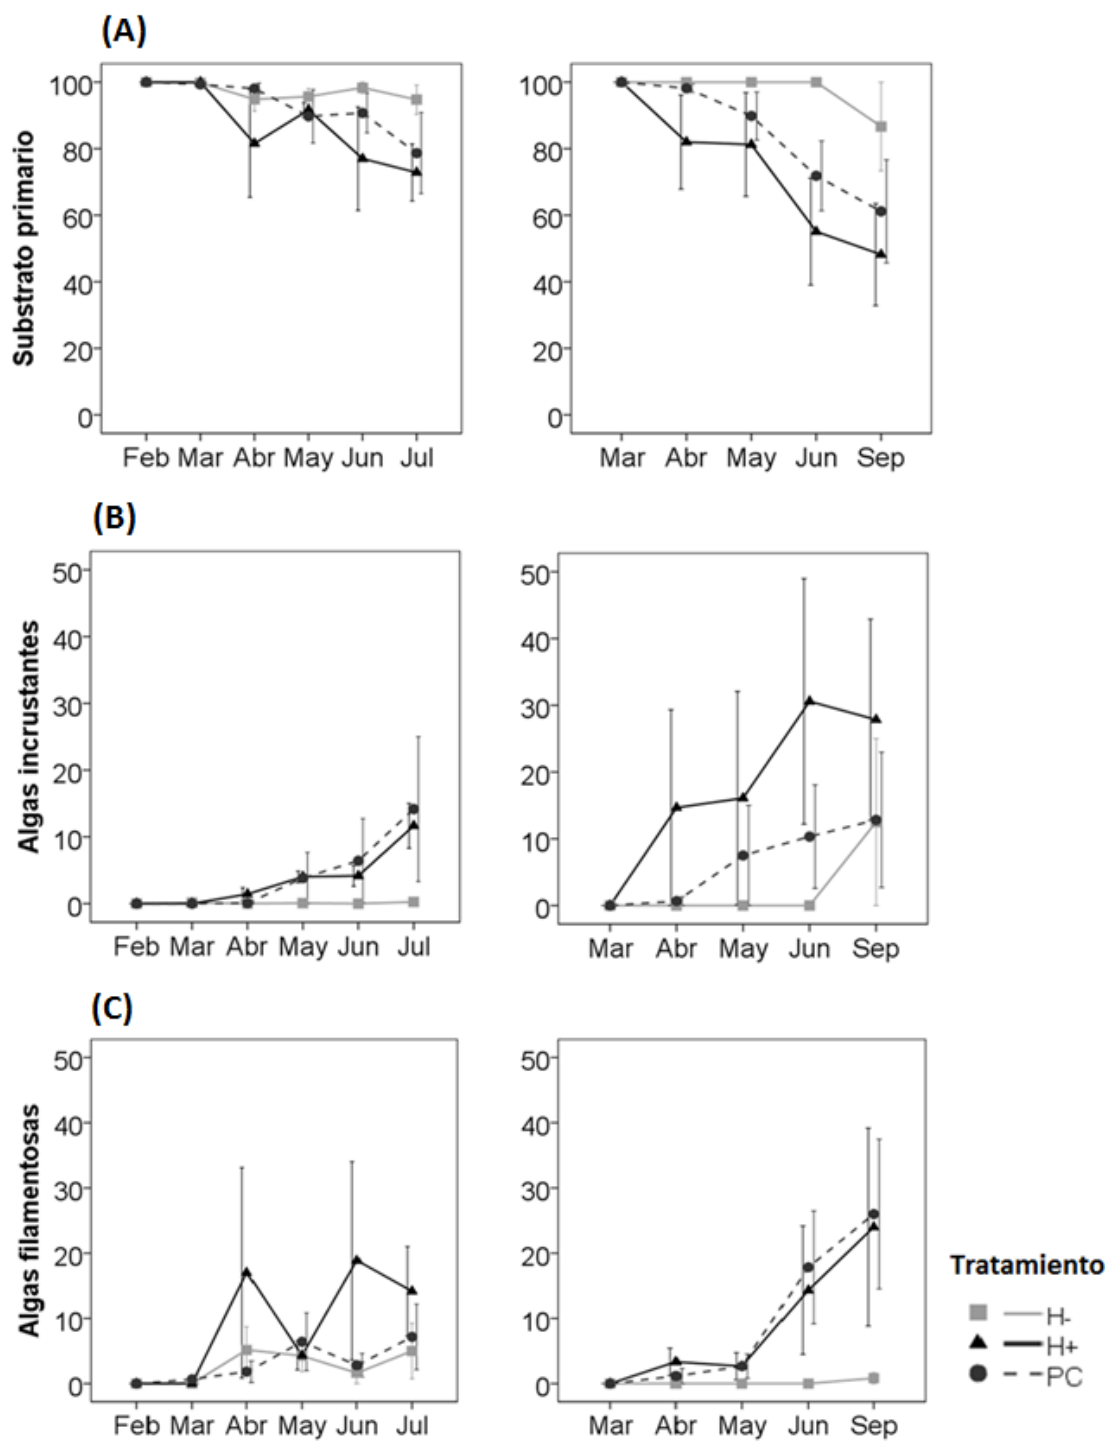 (A)
Substrato primario
100
80
60
40
20
0
Feb Mar Abr May Jun Jul
100
80
60
40
20
0
Mar Abr May Jun Sep
(B)
Algas incrustantes
50
40
30
20
10
0
Feb Mar Abr May Jun Jul
50
40
30
20
10
0
Mar Abr May Jun Sep
(C)
Algas filamentosas
50
40
30
20
10
0
Feb Mar Abr May Jun Jul
50
40
30
20
10
0
Mar Abr May Jun Sep
Tratamiento
H-
H+
PC